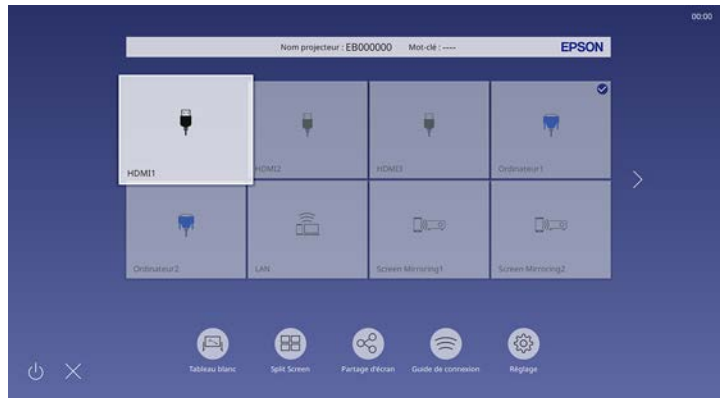 00:00
Nom projecteur : EB000000 Mot-clé : ---- EPSON
HDMI1 HDMI2 HDMI3 Ordinateur1
Ordinateur2 LAN Screen Mirroring1 Screen Mirroring2
Tableau blanc Split Screen Partage d'écran Guide de connexion Réglage